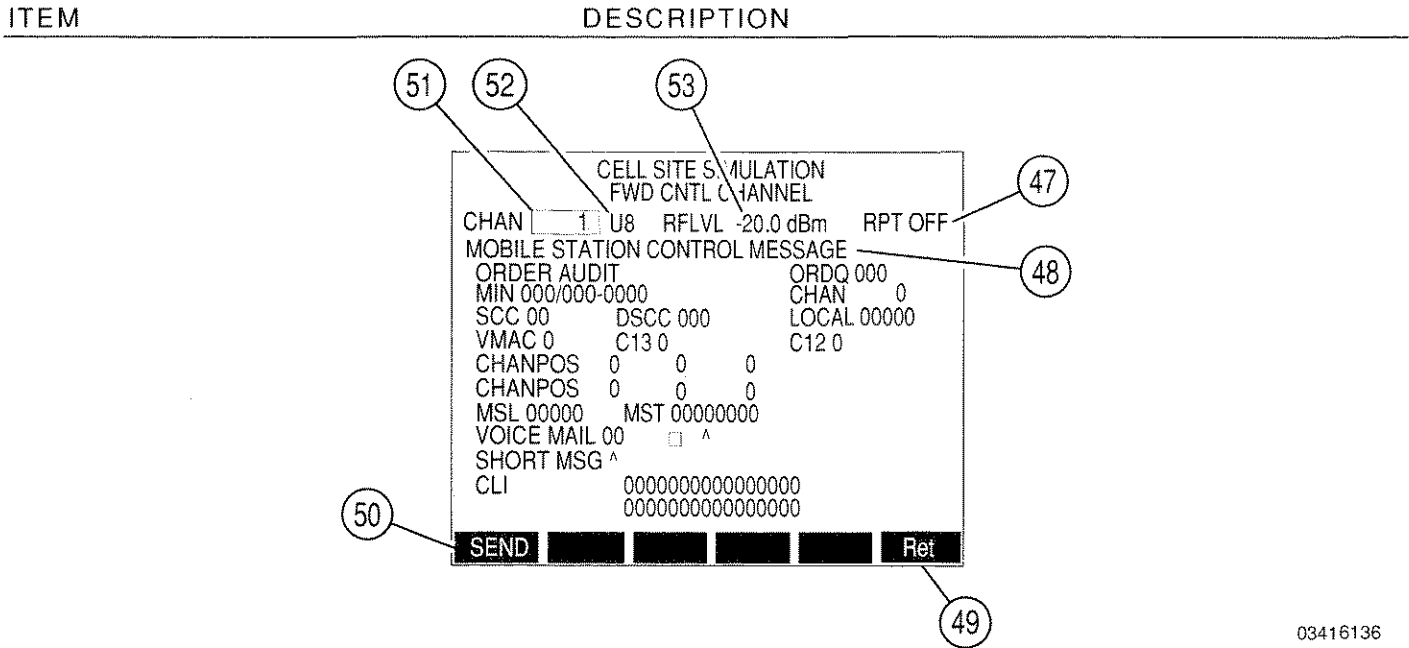 ITEM DESCRIPTION
51 52 53
CELL SITE SIMULATION
FWD CNTL CHANNEL
47
CHAN 1 U8 RFLVL -20.0 dBm RPT OFF
MOBILE STATION CONTROL MESSAGE
48
ORDER AUDIT ORDQ 000
MIN 000/000-0000 CHAN 0
SCC 00 DSCC 000 LOCAL 00000
VMAC 0 C13 0 C12 0
CHANPOS 0 0 0
CHANPOS 0 0 0
MSL 00000 MST 00000000
VOICE MAIL 00 □ ^
SHORT MSG ^
CLI 0000000000000000
0000000000000000
50
SEND Ret
49
03416136